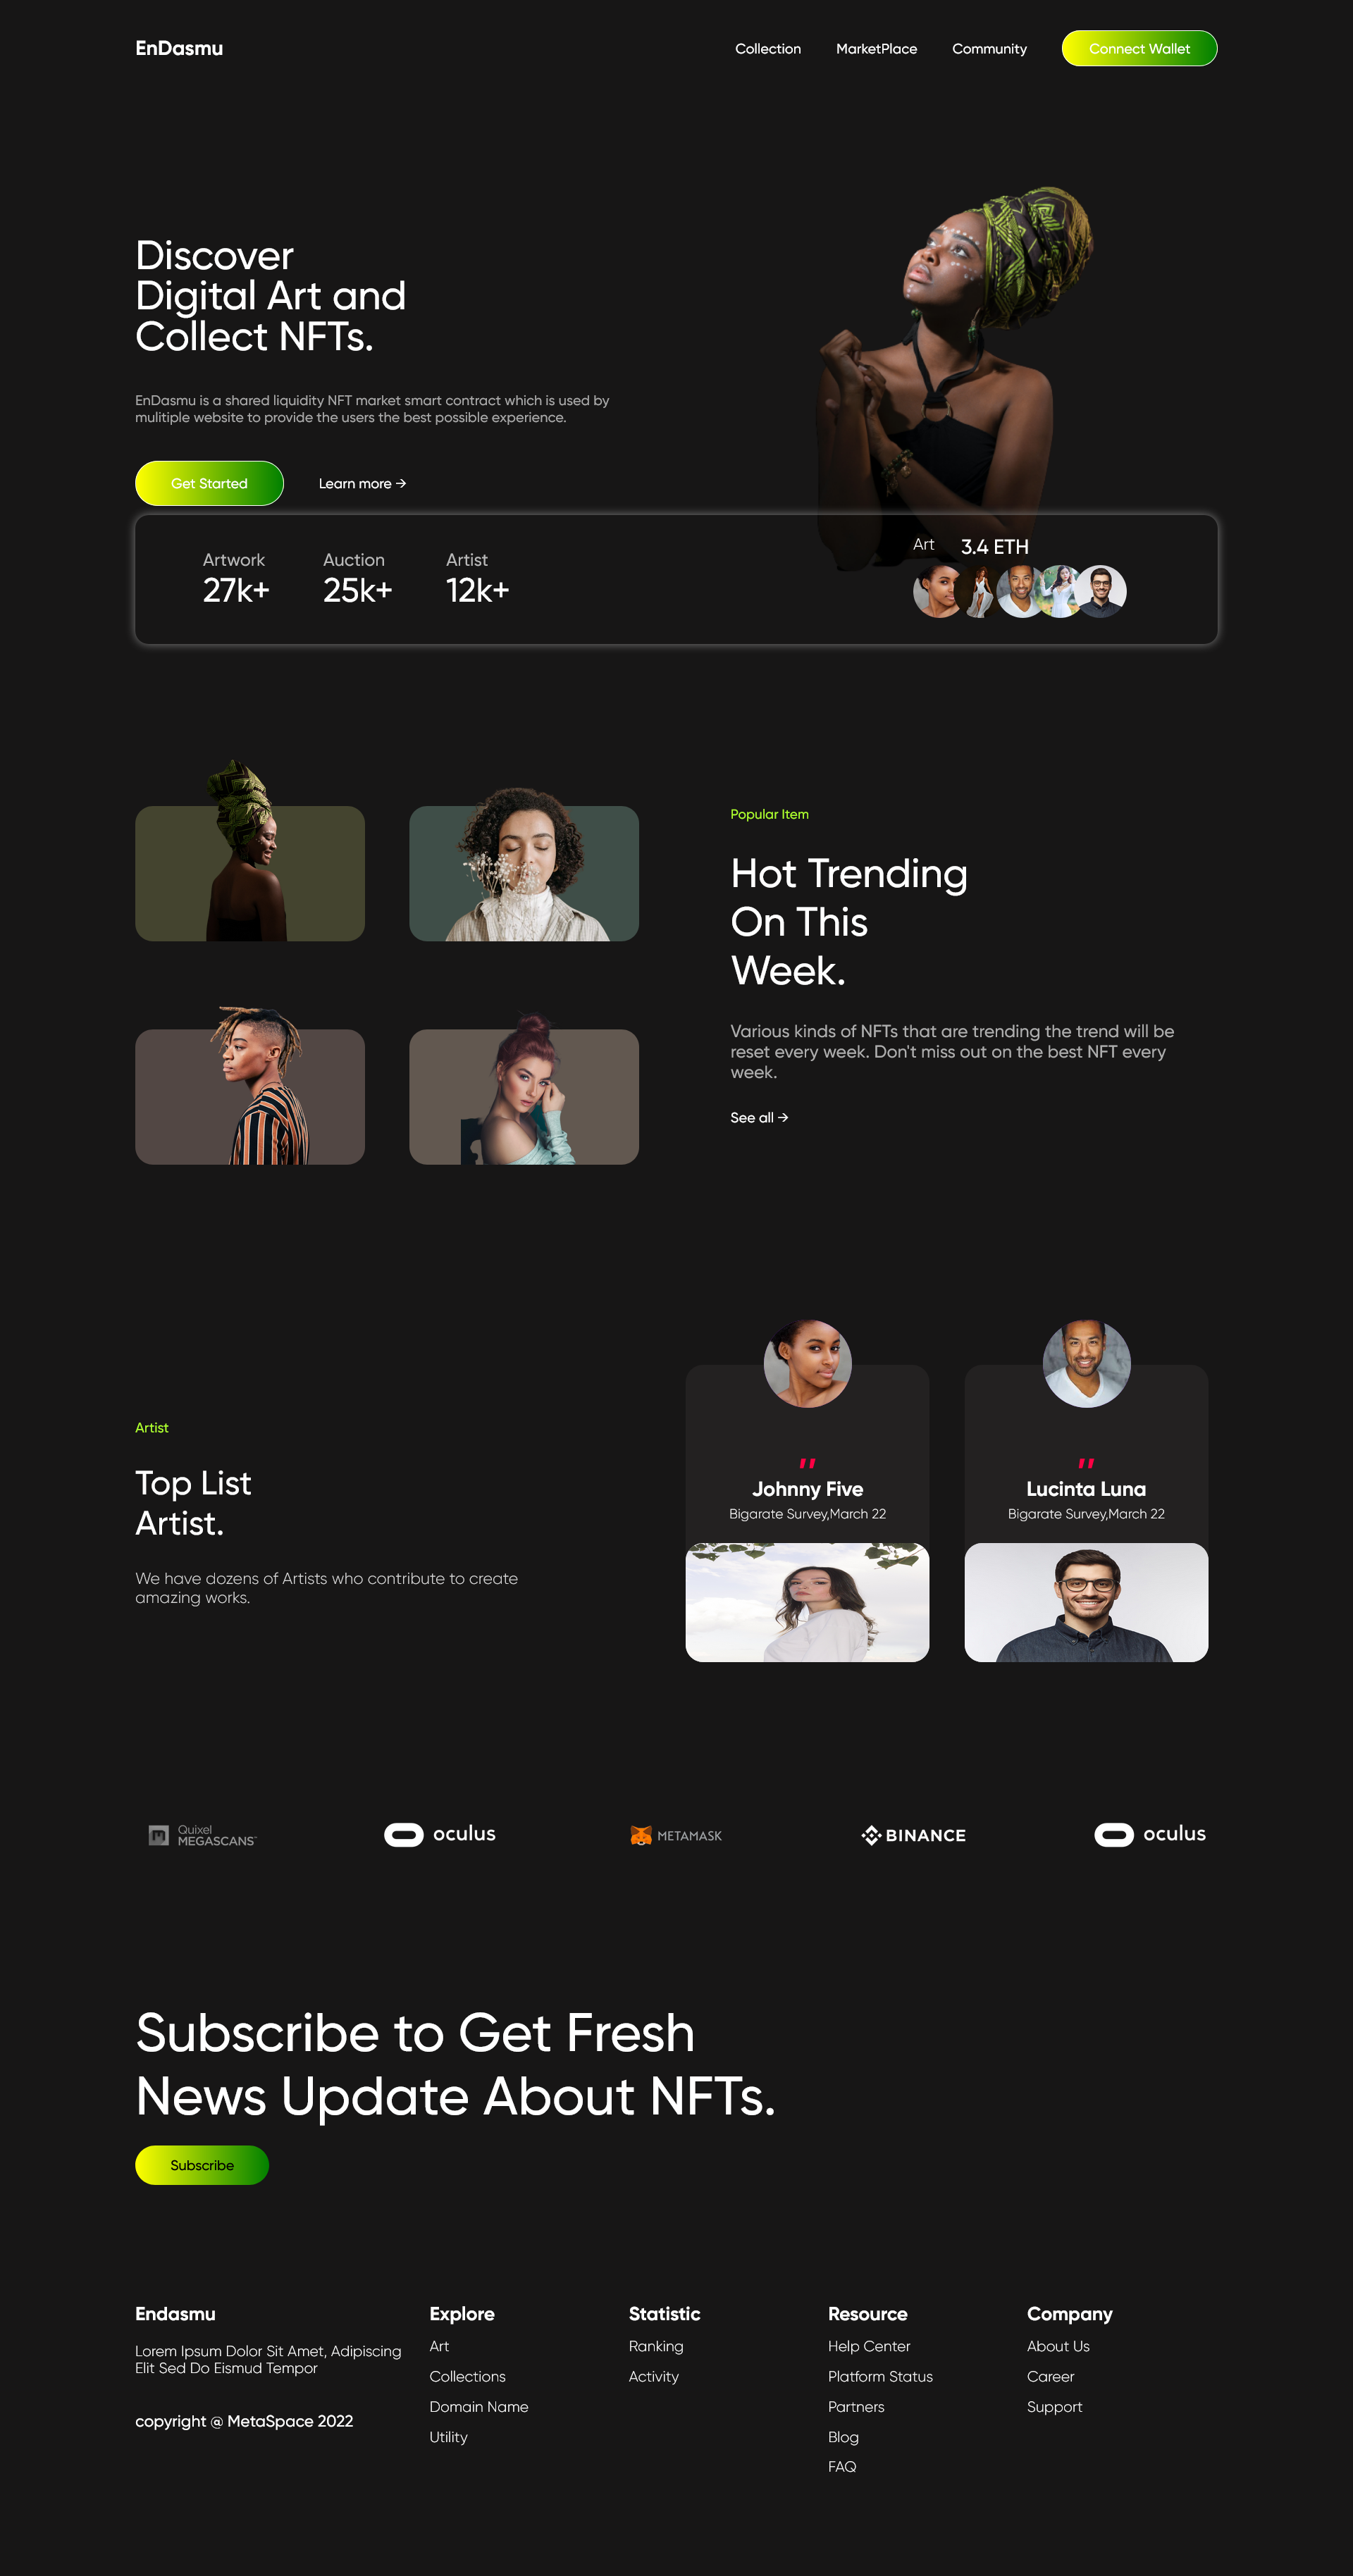 EnDasmu
Collection
MarketPlace
Community
Connect Wallet
Discover
Digital Art and
Collect NFTs.
EnDasmu is a shared liquidity NFT market smart contract which is used by
mulitiple website to provide the users the best possible experience.
Get Started
Learn more →
Artwork
27k+
Auction
25k+
Artist
12k+
Art
3.4 ETH
Popular Item
Hot Trending
On This
Week.
Various kinds of NFTs that are trending the trend will be
reset every week. Don't miss out on the best NFT every
week.
See all →
Artist
Top List
Artist.
We have dozens of Artists who contribute to create
amazing works.
"
Johnny Five
Bigarate Survey,March 22
"
Lucinta Luna
Bigarate Survey,March 22
Quixel
MEGASCANS™
oculus
METAMASK
BINANCE
oculus
Subscribe to Get Fresh
News Update About NFTs.
Subscribe
Endasmu
Lorem Ipsum Dolor Sit Amet, Adipiscing
Elit Sed Do Eismud Tempor
copyright @ MetaSpace 2022
Explore
Art
Collections
Domain Name
Utility
Statistic
Ranking
Activity
Resource
Help Center
Platform Status
Partners
Blog
FAQ
Company
About Us
Career
Support